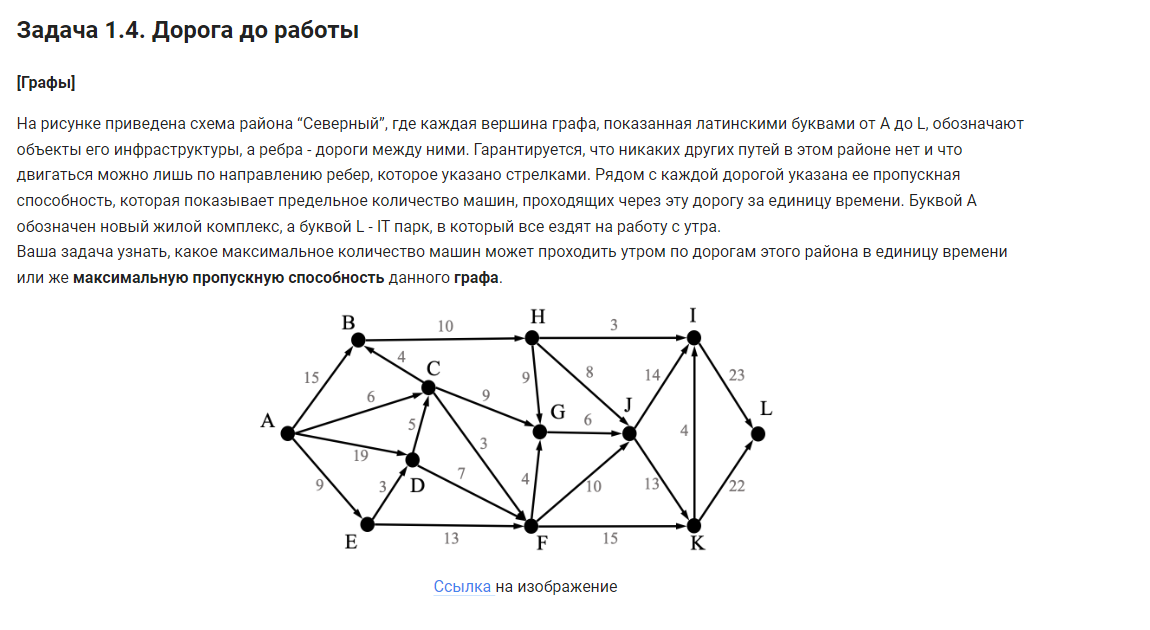 Задача 1.4. Дорога до работы
[Графы]
На рисунке приведена схема района “Северный”, где каждая вершина графа, показанная латинскими буквами от A до L, обозначают
объекты его инфраструктуры, а ребра - дороги между ними. Гарантируется, что никаких других путей в этом районе нет и что
двигаться можно лишь по направлению ребер, которое указано стрелками. Рядом с каждой дорогой указана ее пропускная
способность, которая показывает предельное количество машин, проходящих через эту дорогу за единицу времени. Буквой A
обозначен новый жилой комплекс, а буквой L - IT парк, в который все ездят на работу с утра.
Ваша задача узнать, какое максимальное количество машин может проходить утром по дорогам этого района в единицу времени
или же максимальную пропускную способность данного графа.
B 10 H 3 I
4 C
15 6 9 9 8 14 23
A 5 G 6 J L
19 3 4
9 3 D 7 4 10 13 22
E 13 F 15 K
Ссылка на изображение